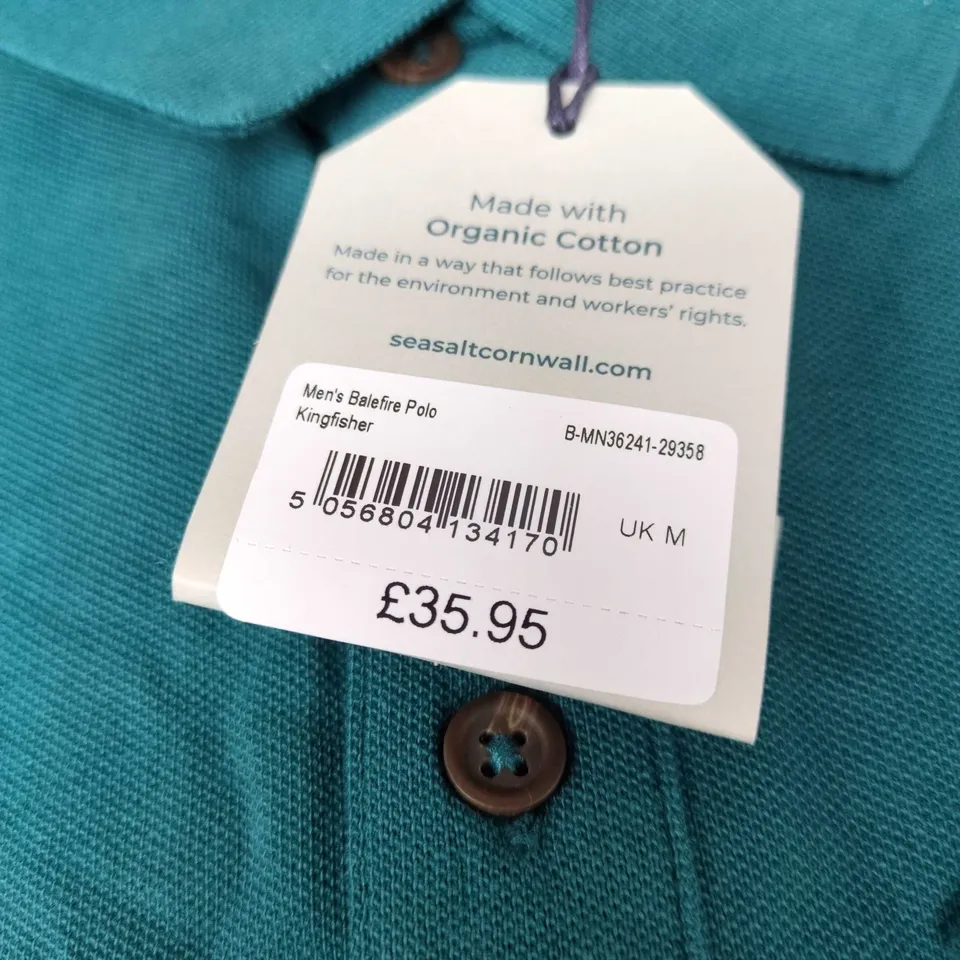 Made with
Organic Cotton
Made in a way that follows best practice
for the environment and workers' rights.
seasaltcornwall.com
Men's Balefire Polo
Kingfisher
B-MN36241-29358
5 056804 134170
UK M
£35.95